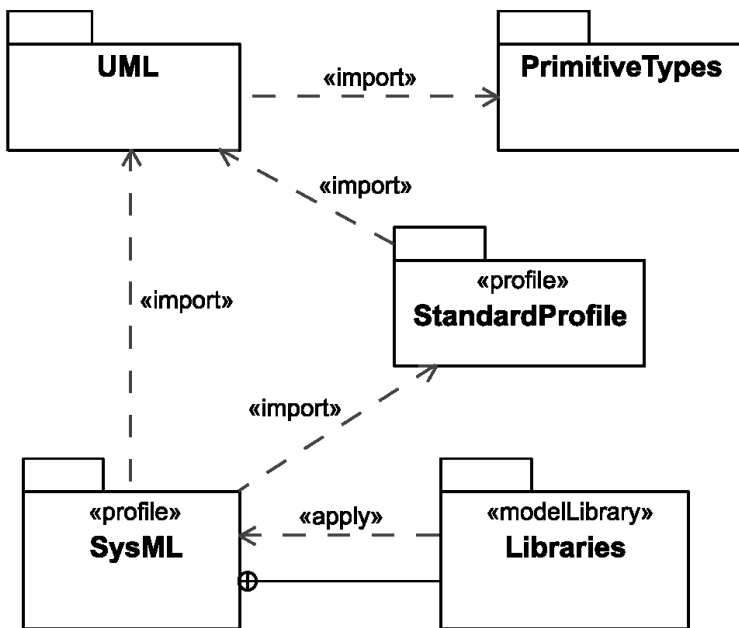 UML
«import»
PrimitiveTypes
«import»
«profile»
StandardProfile
«import»
«import»
«profile»
SysML
«apply»
«modelLibrary»
Libraries